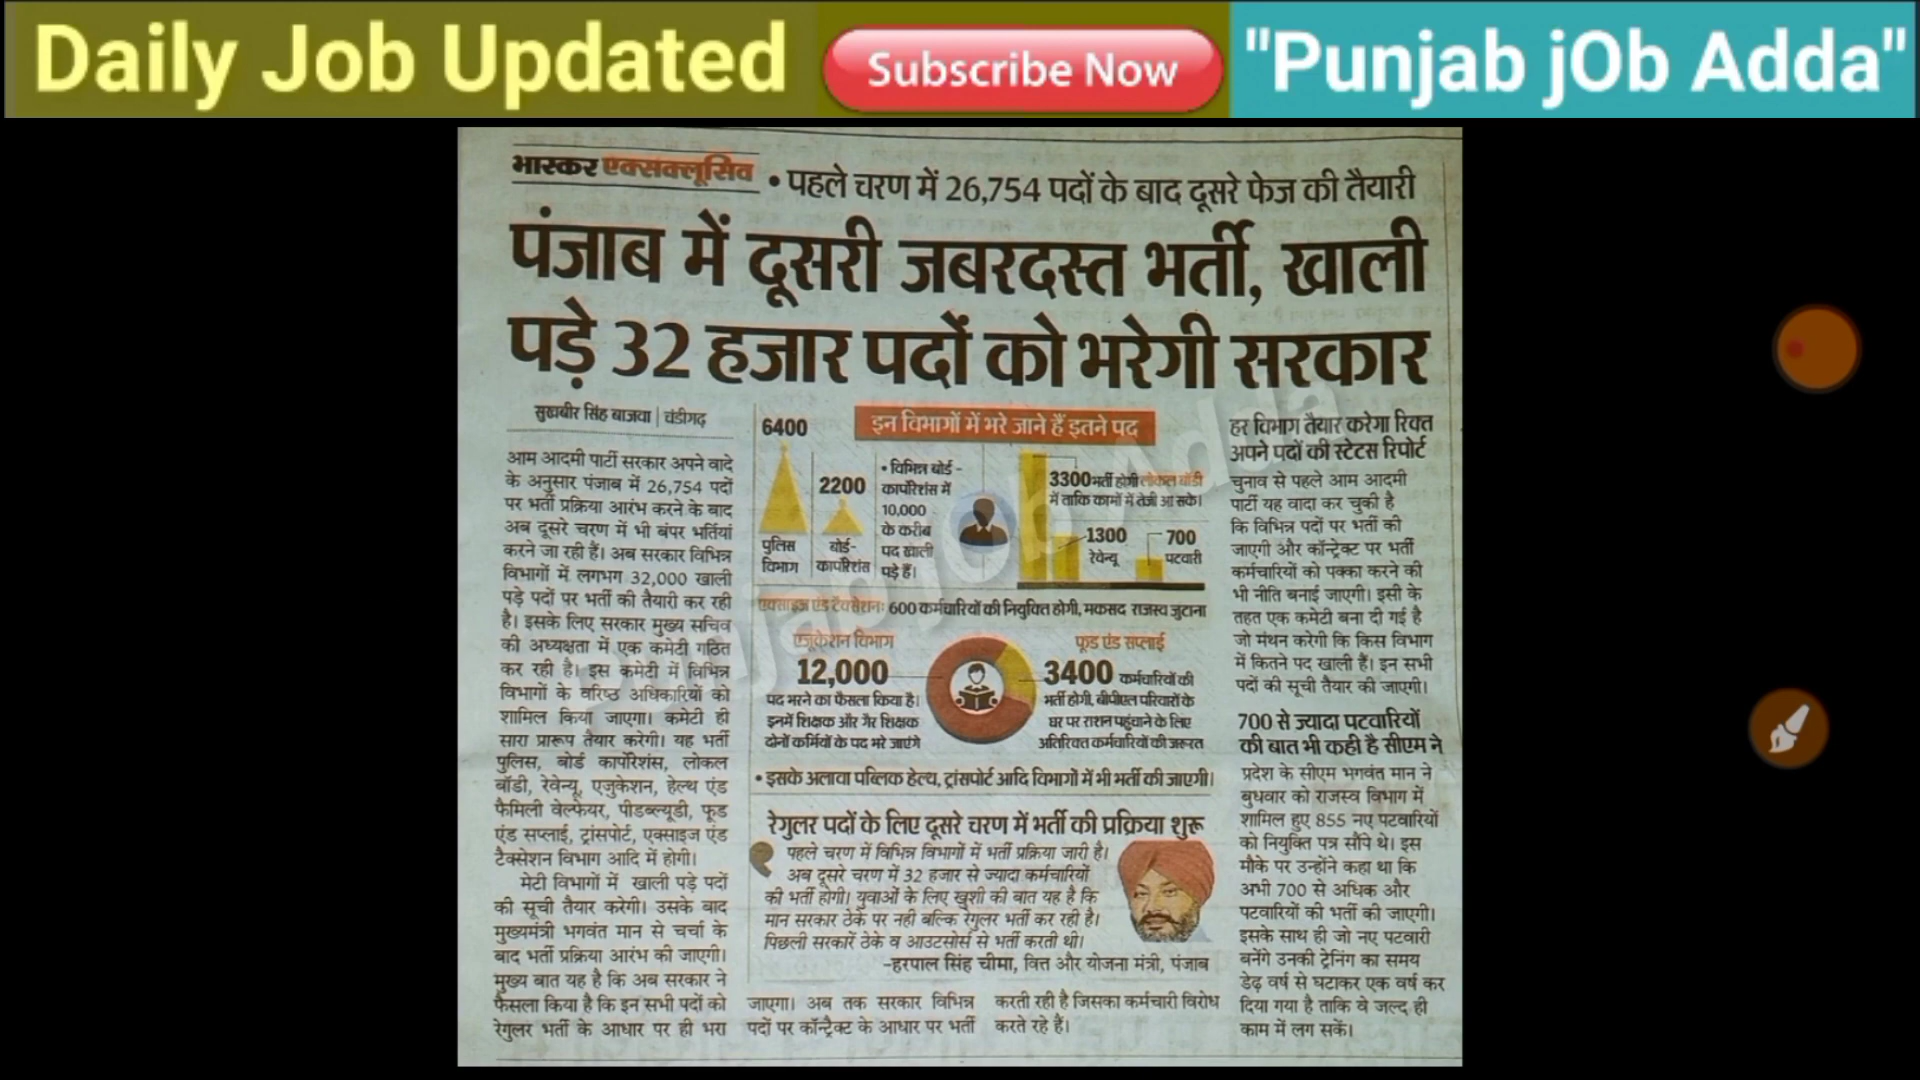 Daily Job Updated
Subscribe Now
"Punjab jOb Adda"
भास्कर एक्सक्लूसिव
• पहले चरण में 26,754 पदों के बाद दूसरे फेज की तैयारी
पंजाब में दूसरी जबरदस्त भर्ती, खाली
पड़े 32 हजार पदों को भरेगी सरकार
सुखबीर सिंह बाजवा | चंडीगढ़
आम आदमी पार्टी सरकार अपने वादे
के अनुसार पंजाब में 26,754 पदों
पर भर्ती प्रक्रिया आरंभ करने के बाद
अब दूसरे चरण में भी बंपर भर्तियां
करने जा रही हैं। अब सरकार विभिन्न
विभागों में लगभग 32,000 खाली
पड़े पदों पर भर्ती की तैयारी कर रही
है। इसके लिए सरकार मुख्य सचिव
की अध्यक्षता में एक कमेटी गठित
कर रही है। इस कमेटी में विभिन्न
विभागों के वरिष्ठ अधिकारियों को
शामिल किया जाएगा। कमेटी ही
सारा प्रारूप तैयार करेगी। यह भर्ती
पुलिस, बोर्ड कार्पोरेशंस, लोकल
बॉडी, रेवेन्यू, एजुकेशन, हेल्थ एंड
फैमिली वेल्फेयर, पीडब्ल्यूडी, फूड
एंड सप्लाई, ट्रांसपोर्ट, एक्साइज एंड
टैक्सेशन विभाग आदि में होगी।
मेटी विभागों में खाली पड़े पदों
की सूची तैयार करेगी। उसके बाद
मुख्यमंत्री भगवंत मान से चर्चा के
बाद भर्ती प्रक्रिया आरंभ की जाएगी।
मुख्य बात यह है कि अब सरकार ने
फैसला किया है कि इन सभी पदों को
रेगुलर भर्ती के आधार पर ही भरा
इन विभागों में भरे जाने हैं इतने पद
6400
पुलिस
विभाग
2200
बोर्ड-
कार्पोरेशंस
• विभिन्न बोर्ड -
कार्पोरेशंस में
10,000
के करीब
पद खाली
पड़े हैं।
3300 भर्ती होगी लोकल बॉडी
में ताकि कामों में तेजी आ सके।
1300
रेवेन्यू
700
पटवारी
एक्साइज एंड टैक्सेशनः 600 कर्मचारियों की नियुक्ति होगी, मकसद राजस्व जुटाना
एजुकेशन विभाग
12,000
पद भरने का फैसला किया है।
इनमें शिक्षक और गैर शिक्षक
दोनों कर्मियों के पद भरे जाएंगे
फूड एंड सप्लाई
3400 कर्मचारियों की
भर्ती होगी, बीपीएल परिवारों के
घर पर राशन पहुंचाने के लिए
अतिरिक्त कर्मचारियों की जरूरत
• इसके अलावा पब्लिक हेल्थ, ट्रांसपोर्ट आदि विभागों में भी भर्ती की जाएगी।
रेगुलर पदों के लिए दूसरे चरण में भर्ती की प्रक्रिया शुरू
पहले चरण में विभिन्न विभागों में भर्ती प्रक्रिया जारी है।
अब दूसरे चरण में 32 हजार से ज्यादा कर्मचारियों
की भर्ती होगी। युवाओं के लिए खुशी की बात यह है कि
मान सरकार ठेके पर नही बल्कि रेगुलर भर्ती कर रही है।
पिछली सरकारें ठेके व आउटसोर्स से भर्ती करती थी।
-हरपाल सिंह चीमा, वित्त और योजना मंत्री, पंजाब
जाएगा। अब तक सरकार विभिन्न
पदों पर कॉन्ट्रैक्ट के आधार पर भर्ती
करती रही है जिसका कर्मचारी विरोध
करते रहे हैं।
हर विभाग तैयार करेगा रिक्त
अपने पदों की स्टेटस रिपोर्ट
चुनाव से पहले आम आदमी
पार्टी यह वादा कर चुकी है
कि विभिन्न पदों पर भर्ती की
जाएगी और कॉन्ट्रेक्ट पर भर्ती
कर्मचारियों को पक्का करने की
भी नीति बनाई जाएगी। इसी के
तहत एक कमेटी बना दी गई है
जो मंथन करेगी कि किस विभाग
में कितने पद खाली हैं। इन सभी
पदों की सूची तैयार की जाएगी।
700 से ज्यादा पटवारियों
की बात भी कही है सीएम ने
प्रदेश के सीएम भगवंत मान ने
बुधवार को राजस्व विभाग में
शामिल हुए 855 नए पटवारियों
को नियुक्ति पत्र सौंपे थे। इस
मौके पर उन्होंने कहा था कि
अभी 700 से अधिक और
पटवारियों की भर्ती की जाएगी।
इसके साथ ही जो नए पटवारी
बनेंगे उनकी ट्रेनिंग का समय
डेढ़ वर्ष से घटाकर एक वर्ष कर
दिया गया है ताकि वे जल्द ही
काम में लग सकें।
Punjab jOb Adda